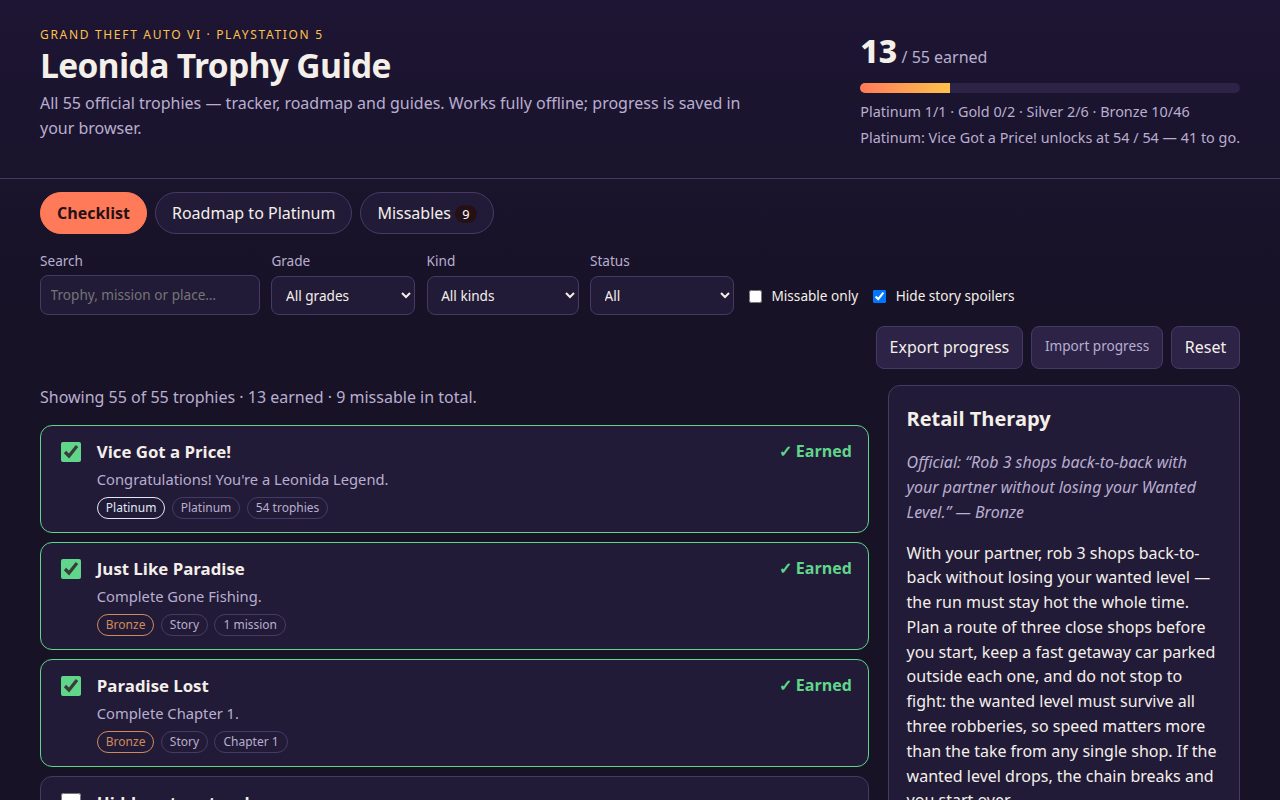 GRAND THEFT AUTO VI · PLAYSTATION 5
Leonida Trophy Guide
All 55 official trophies — tracker, roadmap and guides. Works fully offline; progress is saved in
your browser.
13 / 55 earned
Platinum 1/1 · Gold 0/2 · Silver 2/6 · Bronze 10/46
Platinum: Vice Got a Price! unlocks at 54 / 54 — 41 to go.
Checklist
Roadmap to Platinum
Missables 9
Search
Grade
Kind
Status
Trophy, mission or place...
All grades
All kinds
All
Missable only
Hide story spoilers
Export progress
Import progress
Reset
Showing 55 of 55 trophies · 13 earned · 9 missable in total.
Vice Got a Price!
✓ Earned
Congratulations! You're a Leonida Legend.
Platinum
Platinum
54 trophies
Just Like Paradise
✓ Earned
Complete Gone Fishing.
Bronze
Story
1 mission
Paradise Lost
✓ Earned
Complete Chapter 1.
Bronze
Story
Chapter 1
Retail Therapy
Official: “Rob 3 shops back-to-back with
your partner without losing your Wanted
Level.” — Bronze
With your partner, rob 3 shops back-to-
back without losing your wanted level —
the run must stay hot the whole time.
Plan a route of three close shops before
you start, keep a fast getaway car parked
outside each one, and do not stop to
fight: the wanted level must survive all
three robberies, so speed matters more
than the take from any single shop. If the
wanted level drops, the chain breaks and
you start over.